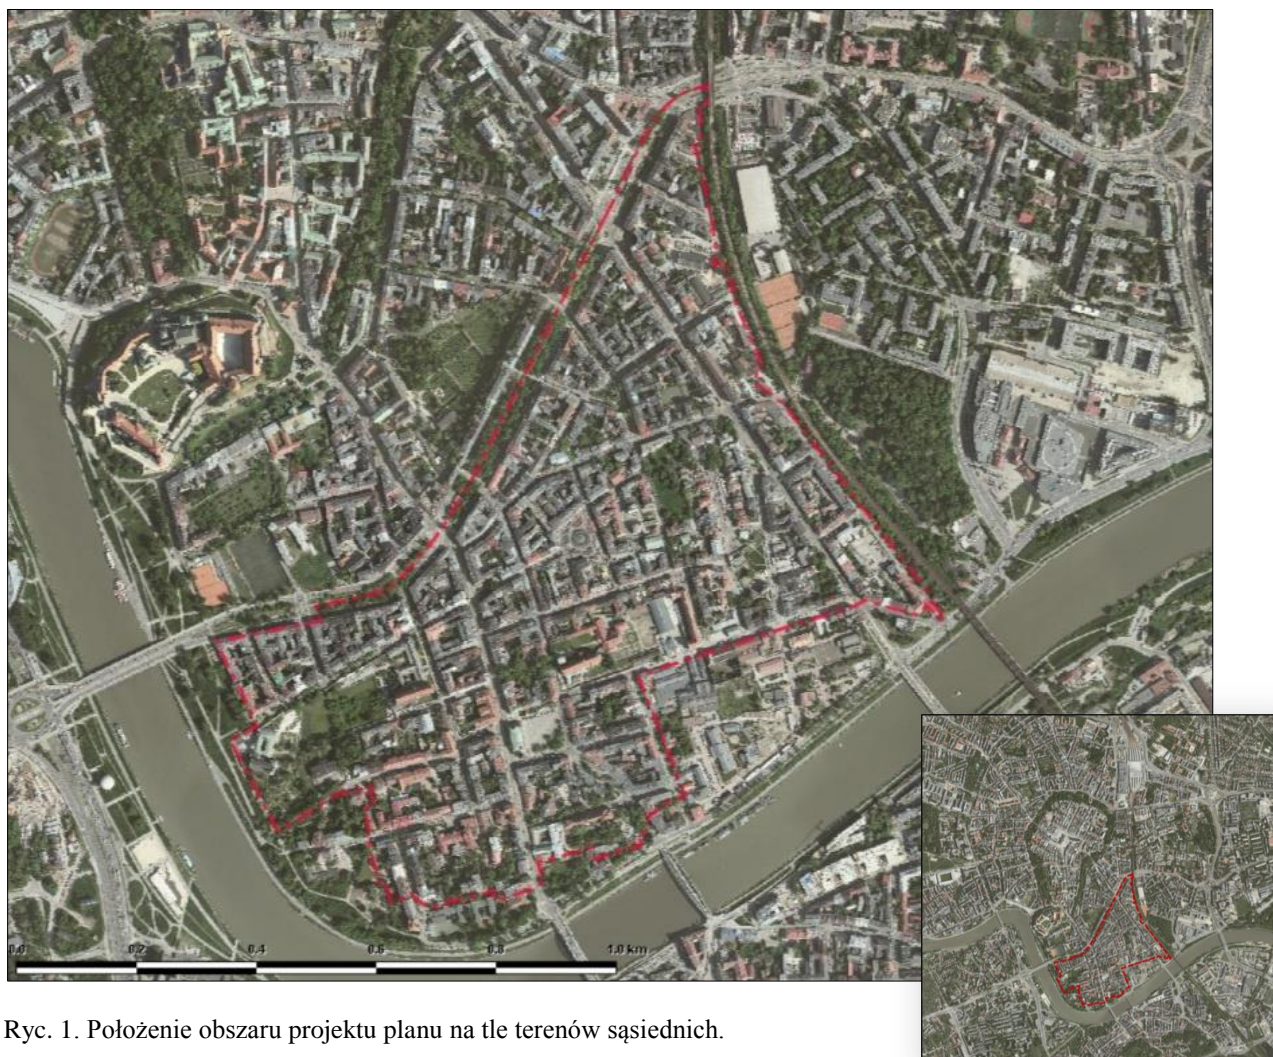 0.0 0.2 0.4 0.6 0.8 1.0 km
Ryc. 1. Położenie obszaru projektu planu na tle terenów sąsiednich.